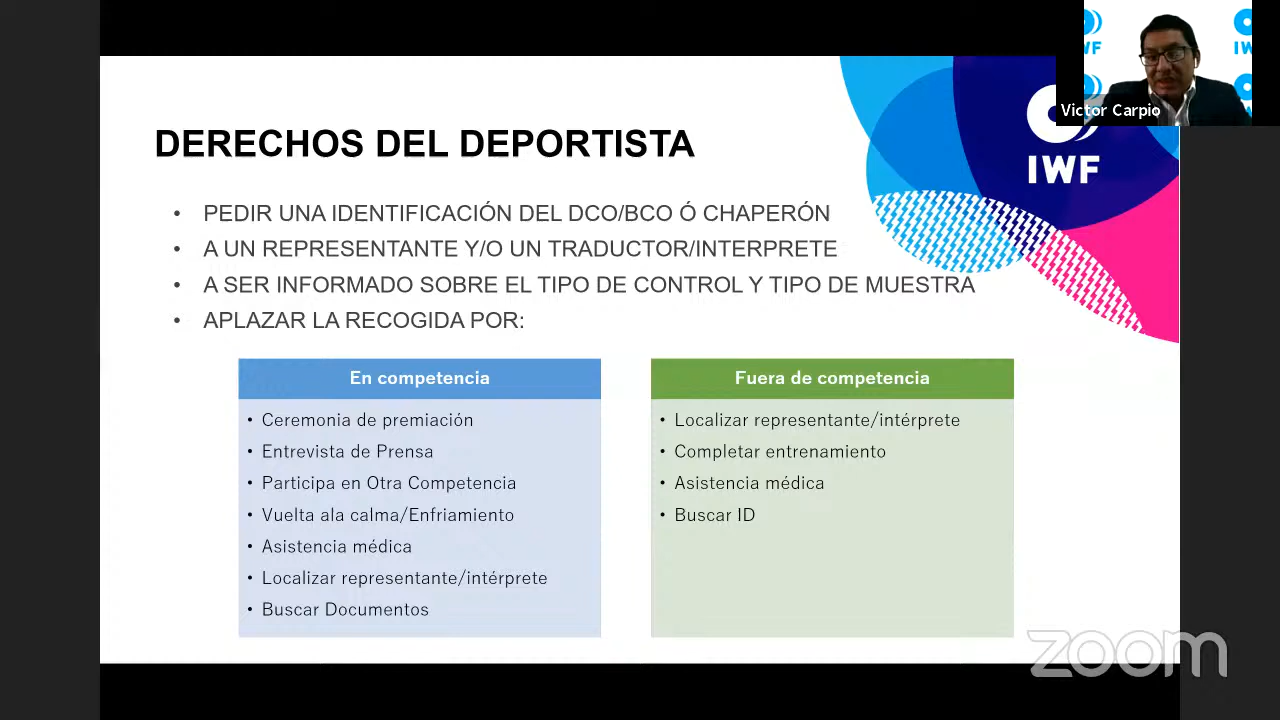 WF
IW
Victor Carpio
IWF
DERECHOS DEL DEPORTISTA
• PEDIR UNA IDENTIFICACIÓN DEL DCO/BCO Ó CHAPERÓN
• A UN REPRESENTANTE Y/O UN TRADUCTOR/INTERPRETE
• A SER INFORMADO SOBRE EL TIPO DE CONTROL Y TIPO DE MUESTRA
• APLAZAR LA RECOGIDA POR:
En competencia
• Ceremonia de premiación
• Entrevista de Prensa
• Participa en Otra Competencia
• Vuelta ala calma/Enfriamiento
• Asistencia médica
• Localizar representante/intérprete
• Buscar Documentos
Fuera de competencia
• Localizar representante/intérprete
• Completar entrenamiento
• Asistencia médica
• Buscar ID
zoom